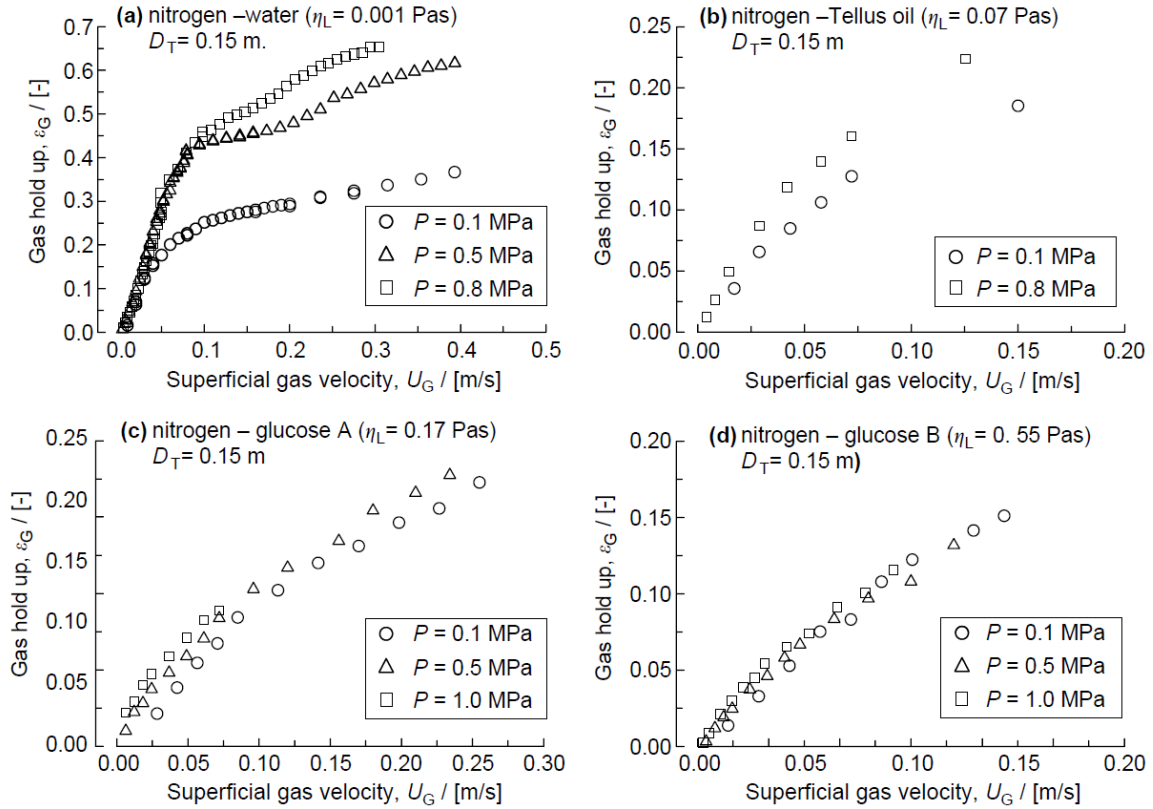 (a) nitrogen –water (ηL= 0.001 Pas)
DT= 0.15 m.
Gas hold up, εG / [-]
0.7
0.6
0.5
0.4
0.3
0.2
0.1
0.0
P = 0.1 MPa
P = 0.5 MPa
P = 0.8 MPa
0.0 0.1 0.2 0.3 0.4 0.5
Superficial gas velocity, UG / [m/s]
(b) nitrogen –Tellus oil (ηL= 0.07 Pas)
DT= 0.15 m
Gas hold up, εG / [-]
0.25
0.20
0.15
0.10
0.05
0.00
P = 0.1 MPa
P = 0.8 MPa
0.00 0.05 0.10 0.15 0.20
Superficial gas velocity, UG / [m/s]
(c) nitrogen – glucose A (ηL= 0.17 Pas)
DT= 0.15 m
Gas hold up, εG / [-]
0.25
0.20
0.15
0.10
0.05
0.00
P = 0.1 MPa
P = 0.5 MPa
P = 1.0 MPa
0.00 0.05 0.10 0.15 0.20 0.25 0.30
Superficial gas velocity, UG / [m/s]
(d) nitrogen – glucose B (ηL= 0. 55 Pas)
DT= 0.15 m)
Gas hold up, εG / [-]
0.20
0.15
0.10
0.05
0.00
P = 0.1 MPa
P = 0.5 MPa
P = 1.0 MPa
0.00 0.05 0.10 0.15 0.20
Superficial gas velocity, UG / [m/s]